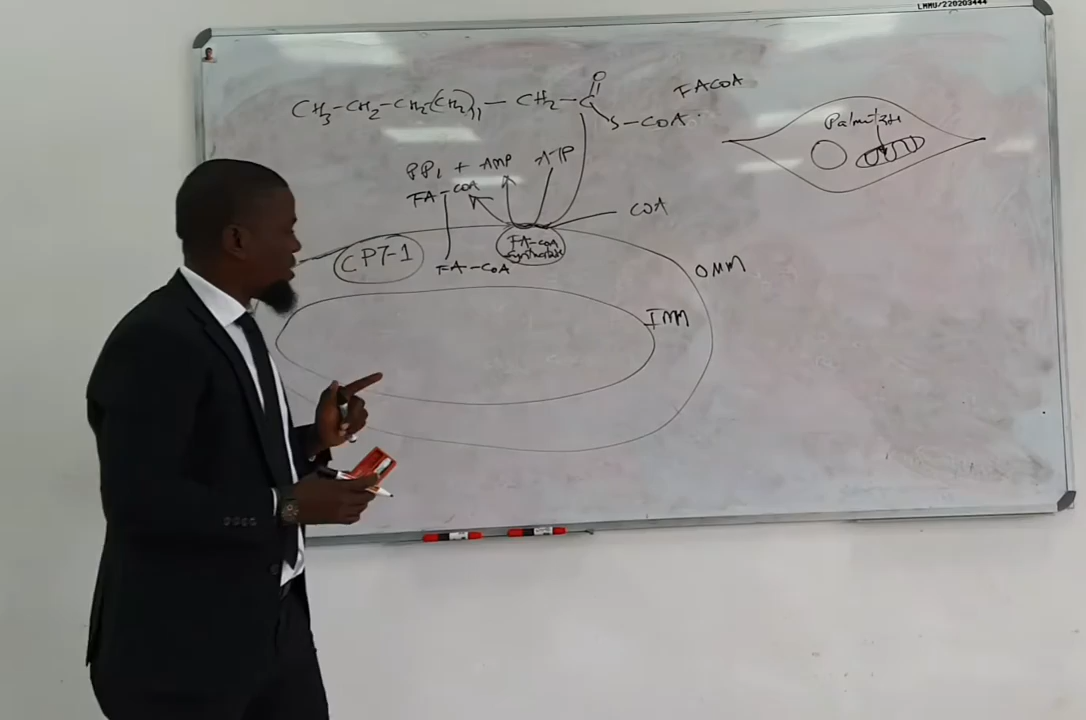 LMMU/220203444
CH3-CH2-CH2(CH2)11-CH2-C
O
S-COA
FACOA
Palmitate
PPi + AMP
ATP
FA-COA
COA
CPT-1
FA-COA
FA-COA
Synthetase
OMM
IMM